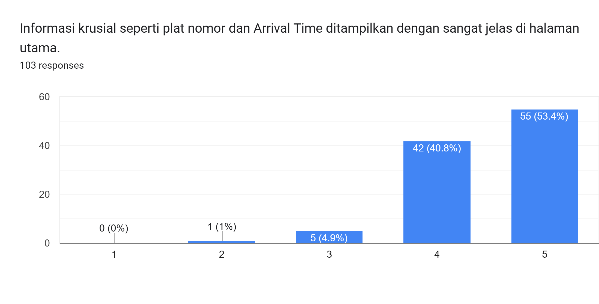 Informasi krusial seperti plat nomor dan Arrival Time ditampilkan dengan sangat jelas di halaman
utama.
103 responses
60
40
20
0
0 (0%)
1 (1%)
5 (4.9%)
42 (40.8%)
55 (53.4%)
1 2 3 4 5